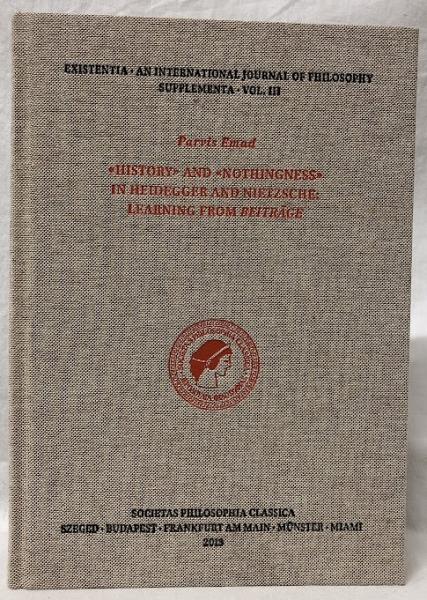 EXISTENTIA · AN INTERNATIONAL JOURNAL OF PHILOSOPHY
SUPPLEMENTA · VOL. III
Parvis Emad
«HISTORY» AND «NOTHINGNESS»
IN HEIDEGGER AND NIETZSCHE:
LEARNING FROM BEITRÄGE
SOCIETAS PHILOSOPHIA CLASSICA
SZEGED · BUDAPEST · FRANKFURT AM MAIN · MÜNSTER · MIAMI
2013